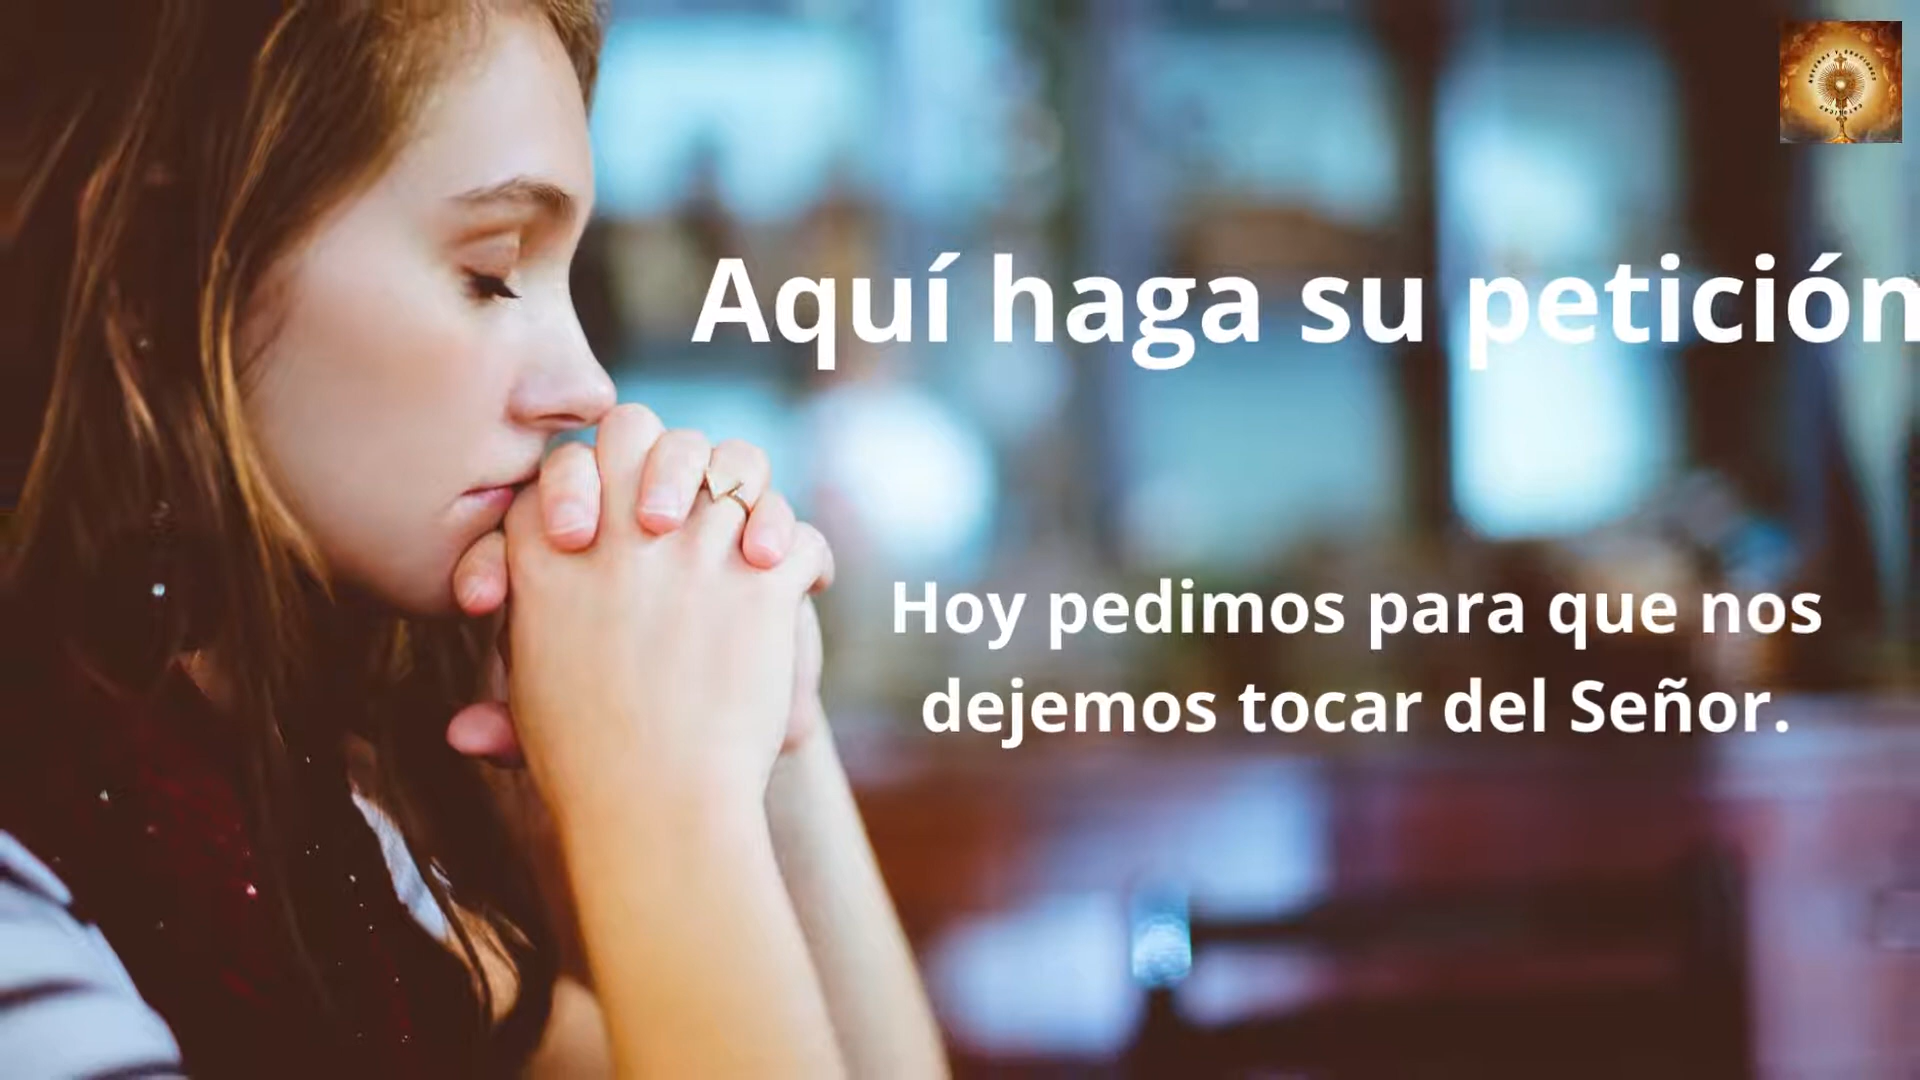 Aquí haga su petición
Hoy pedimos para que nos
dejemos tocar del Señor.